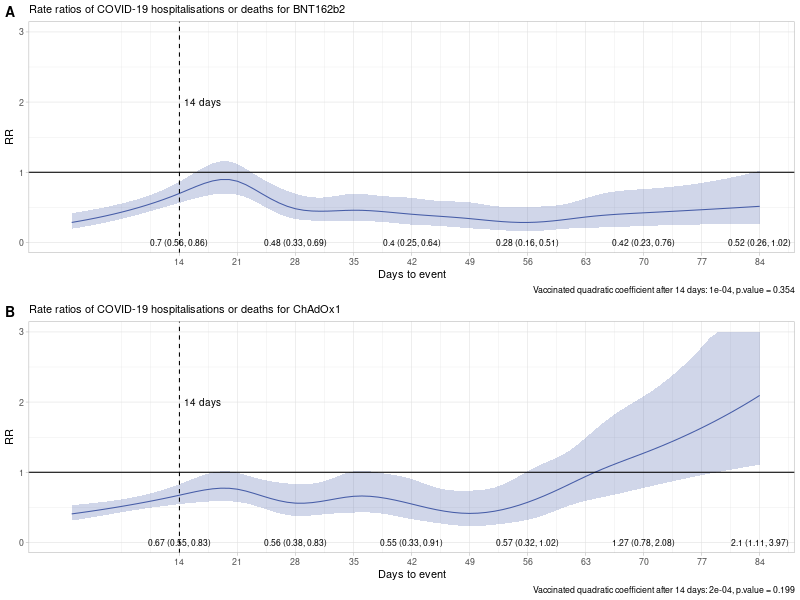 A
Rate ratios of COVID-19 hospitalisations or deaths for BNT162b2
3
2
1
0
RR
14 days
0.7 (0.56, 0.86) 0.48 (0.33, 0.69) 0.4 (0.25, 0.64) 0.28 (0.16, 0.51) 0.42 (0.23, 0.76) 0.52 (0.26, 1.02)
14 21 28 35 42 49 56 63 70 77 84
Days to event
Vaccinated quadratic coefficient after 14 days: 1e-04, p.value = 0.354
B
Rate ratios of COVID-19 hospitalisations or deaths for ChAdOx1
3
2
1
0
RR
14 days
0.67 (0.55, 0.83) 0.56 (0.38, 0.83) 0.55 (0.33, 0.91) 0.57 (0.32, 1.02) 1.27 (0.78, 2.08) 2.1 (1.11, 3.97)
14 21 28 35 42 49 56 63 70 77 84
Days to event
Vaccinated quadratic coefficient after 14 days: 2e-04, p.value = 0.199